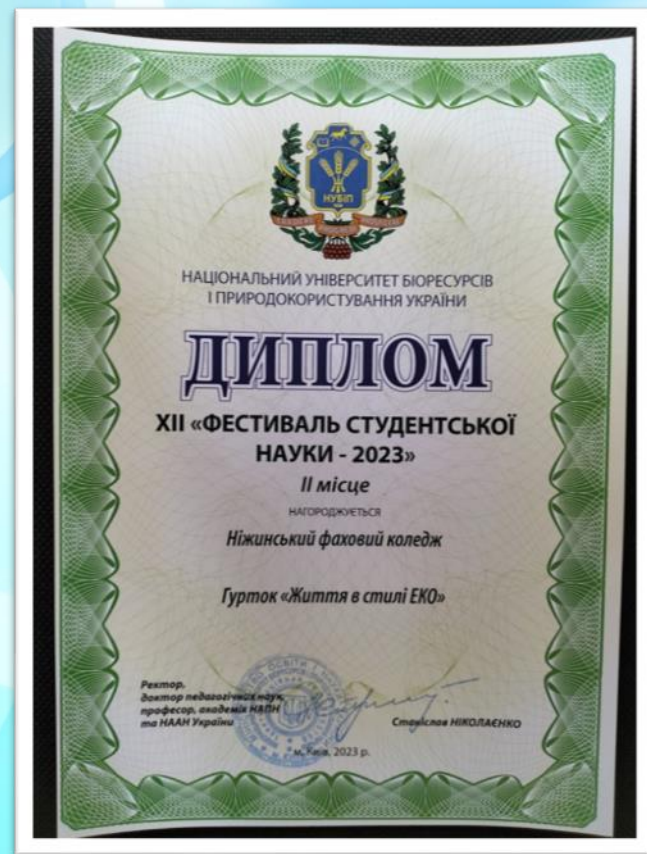 НУБІП
НАЦІОНАЛЬНИЙ УНІВЕРСИТЕТ БІОРЕСУРСІВ
І ПРИРОДОКОРИСТУВАННЯ УКРАЇНИ
ДИПЛОМ
XII «ФЕСТИВАЛЬ СТУДЕНТСЬКОЇ
НАУКИ - 2023»
II місце
НАГОРОДЖУЄТЬСЯ
Ніжинський фаховий коледж
Гурток «Життя в стилі ЕКО»
Ректор,
доктор педагогічних наук,
професор, академік НАПН
та НААН України
Станіслав НІКОЛАЄНКО
м. Київ, 2023 р.